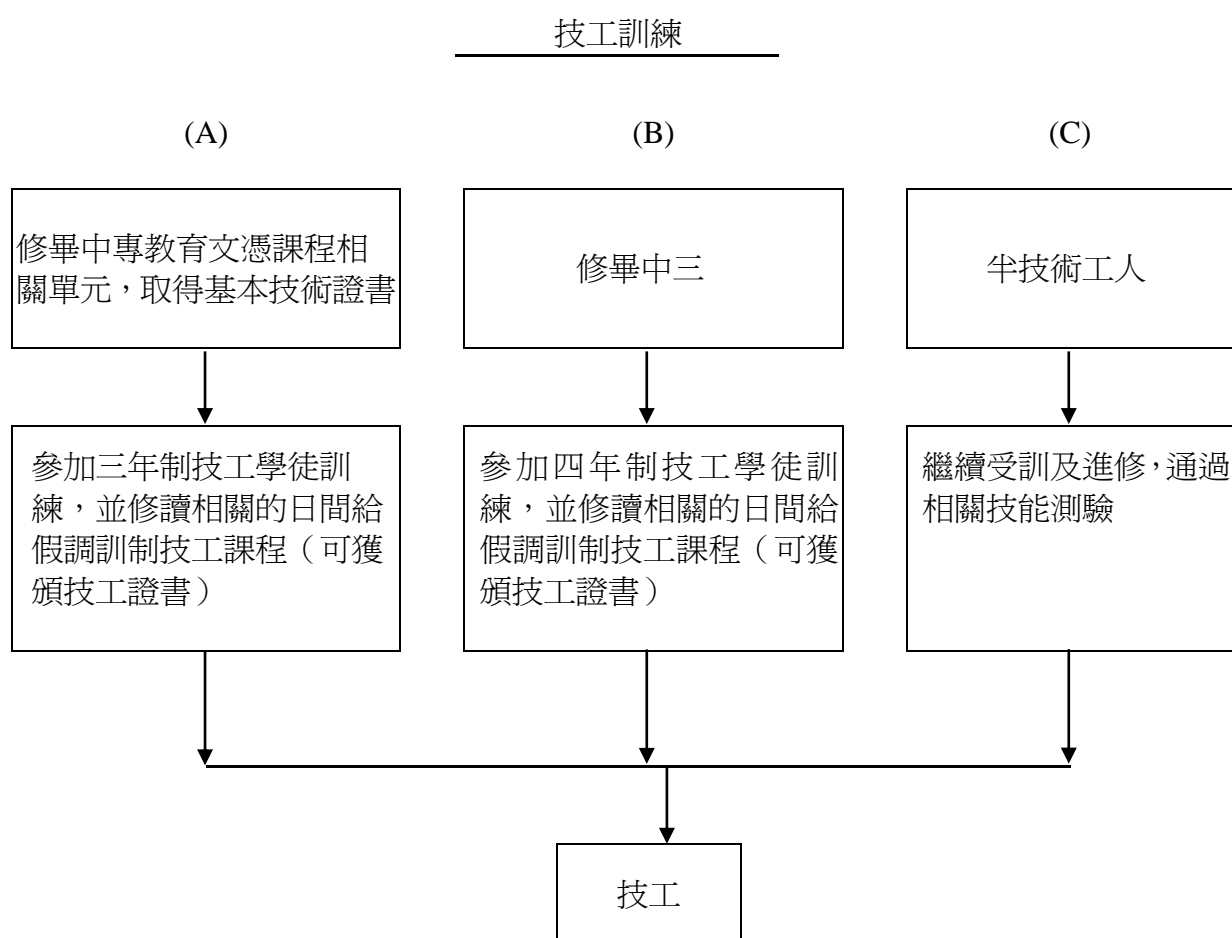 技工訓練
(A)
(B)
(C)
修畢中專教育文憑課程相
關單元，取得基本技術證書
修畢中三
半技術工人
參加三年制技工學徒訓
練，並修讀相關的日間給
假調訓制技工課程（可獲
頒技工證書）
參加四年制技工學徒訓
練，並修讀相關的日間給
假調訓制技工課程（可獲
頒技工證書）
繼續受訓及進修，通過
相關技能測驗
技工